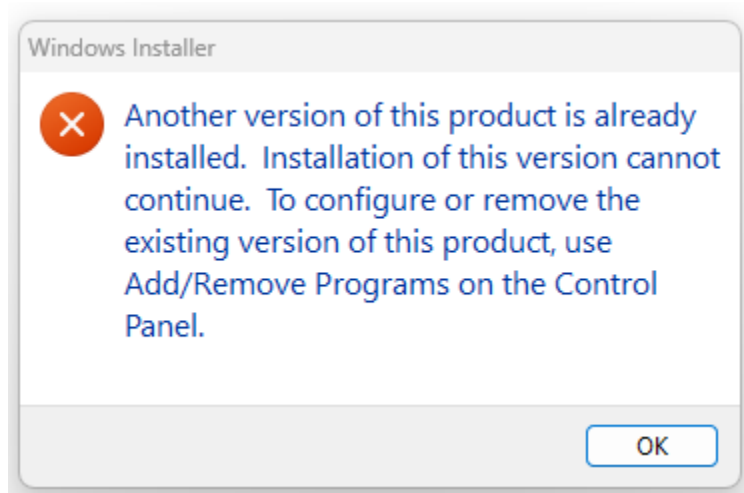 Windows Installer
Another version of this product is already
installed.  Installation of this version cannot
continue.  To configure or remove the
existing version of this product, use
Add/Remove Programs on the Control
Panel.
OK